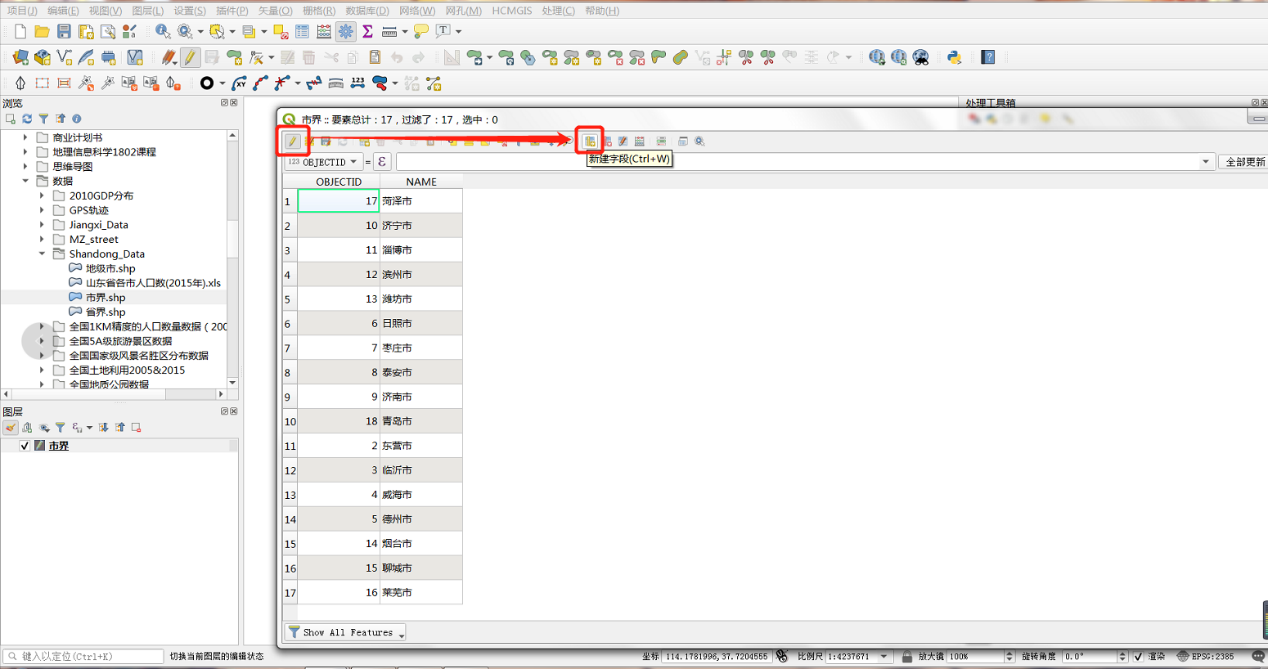 项目(J) 编辑(E) 视图(V) 图层(L) 设置(S) 插件(P) 矢量(O) 栅格(R) 数据库(D) 网络(W) 网孔(M) HCMGIS 处理(C) 帮助(H)
浏览
商业计划书
地理信息科学1802课程
思维导图
数据
2010GDP分布
GPS轨迹
Jiangxi_Data
MZ_street
Shandong_Data
地级市.shp
山东省各市人口数(2015年).xls
市界.shp
省界.shp
全国1KM精度的人口数量数据（200
全国5A级旅游景区数据
全国国家级风景名胜区分布数据
全国土地利用2005&2015
全国地质公园数据
图层
市界
处理工具箱
市界 :: 要素总计：17，过滤了：17，选中：0
新建字段(Ctrl+W)
123 OBJECTID = ε 全部更新
OBJECTID NAME
1 17 菏泽市
2 10 济宁市
3 11 淄博市
4 12 滨州市
5 13 潍坊市
6 6 日照市
7 7 枣庄市
8 8 泰安市
9 9 济南市
10 18 青岛市
11 2 东营市
12 3 临沂市
13 4 威海市
14 5 德州市
15 14 烟台市
16 15 聊城市
17 16 莱芜市
Show All Features
键入以定位(Ctrl+K) 切换当前图层的编辑状态 坐标 114.1781996,37.7204555 比例尺 1:4237671 放大镜 100% 旋转角度 0.0° 渲染 EPSG:2385